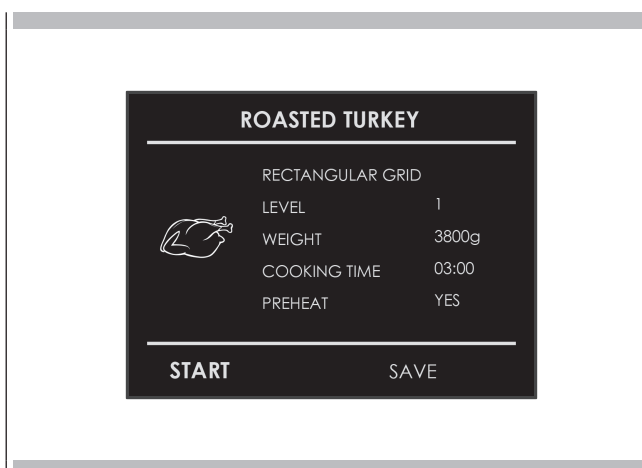 ROASTED TURKEY
RECTANGULAR GRID
LEVEL 1
WEIGHT 3800g
COOKING TIME 03:00
PREHEAT YES
START SAVE